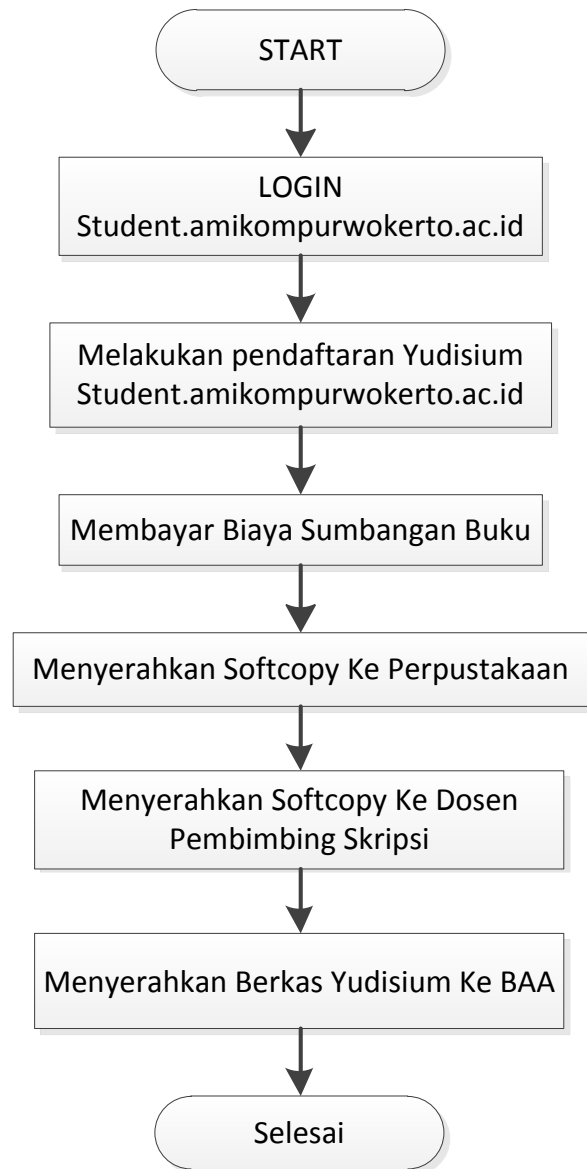 START
LOGIN
Student.amikompurwokerto.ac.id
Melakukan pendaftaran Yudisium
Student.amikompurwokerto.ac.id
Membayar Biaya Sumbangan Buku
Menyerahkan Softcopy Ke Perpustakaan
Menyerahkan Softcopy Ke Dosen
Pembimbing Skripsi
Menyerahkan Berkas Yudisium Ke BAA
Selesai